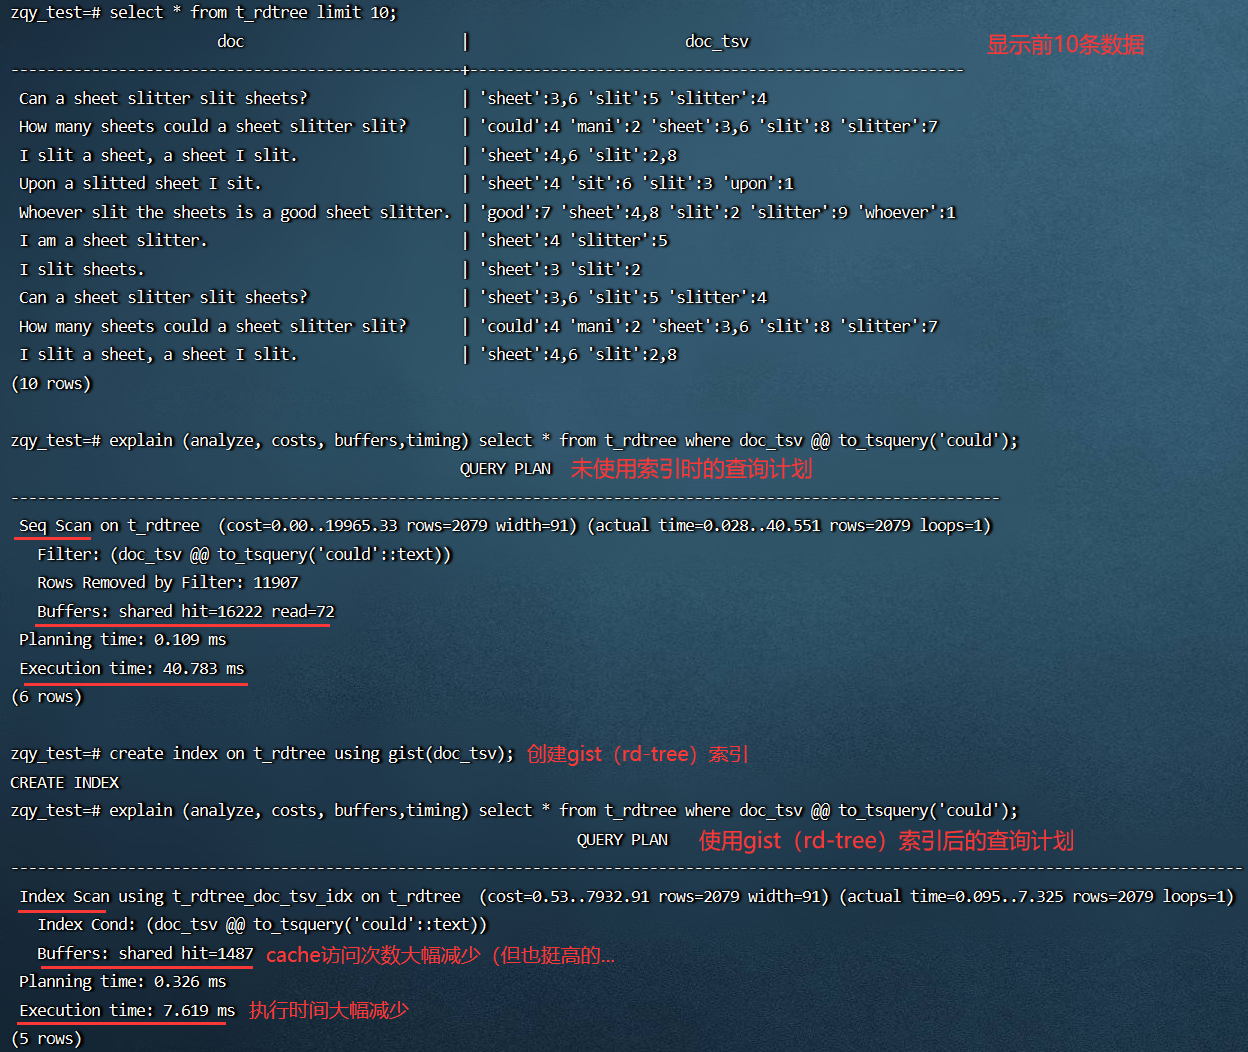 zqy_test=# select * from t_rdtree limit 10;
doc | doc_tsv 显示前10条数据
--------------------------------------------------+-------------------------------------------------------
Can a sheet slitter slit sheets? | 'sheet':3,6 'slit':5 'slitter':4
How many sheets could a sheet slitter slit? | 'could':4 'mani':2 'sheet':3,6 'slit':8 'slitter':7
I slit a sheet, a sheet I slit. | 'sheet':4,6 'slit':2,8
Upon a slitted sheet I sit. | 'sheet':4 'sit':6 'slit':3 'upon':1
Whoever slit the sheets is a good sheet slitter. | 'good':7 'sheet':4,8 'slit':2 'slitter':9 'whoever':1
I am a sheet slitter. | 'sheet':4 'slitter':5
I slit sheets. | 'sheet':3 'slit':2
Can a sheet slitter slit sheets? | 'sheet':3,6 'slit':5 'slitter':4
How many sheets could a sheet slitter slit? | 'could':4 'mani':2 'sheet':3,6 'slit':8 'slitter':7
I slit a sheet, a sheet I slit. | 'sheet':4,6 'slit':2,8
(10 rows)
zqy_test=# explain (analyze, costs, buffers,timing) select * from t_rdtree where doc_tsv @@ to_tsquery('could');
QUERY PLAN 未使用索引时的查询计划
--------------------------------------------------------------------------------------------------------------
Seq Scan on t_rdtree (cost=0.00..19965.33 rows=2079 width=91) (actual time=0.028..40.551 rows=2079 loops=1)
Filter: (doc_tsv @@ to_tsquery('could'::text))
Rows Removed by Filter: 11907
Buffers: shared hit=16222 read=72
Planning time: 0.109 ms
Execution time: 40.783 ms
(6 rows)
zqy_test=# create index on t_rdtree using gist(doc_tsv); 创建gist（rd-tree）索引
CREATE INDEX
zqy_test=# explain (analyze, costs, buffers,timing) select * from t_rdtree where doc_tsv @@ to_tsquery('could');
QUERY PLAN 使用gist（rd-tree）索引后的查询计划
-----------------------------------------------------------------------------------------------------------------------------------------
Index Scan using t_rdtree_doc_tsv_idx on t_rdtree (cost=0.53..7932.91 rows=2079 width=91) (actual time=0.095..7.325 rows=2079 loops=1)
Index Cond: (doc_tsv @@ to_tsquery('could'::text))
Buffers: shared hit=1487 cache访问次数大幅减少（但也挺高的...
Planning time: 0.326 ms
Execution time: 7.619 ms 执行时间大幅减少
(5 rows)